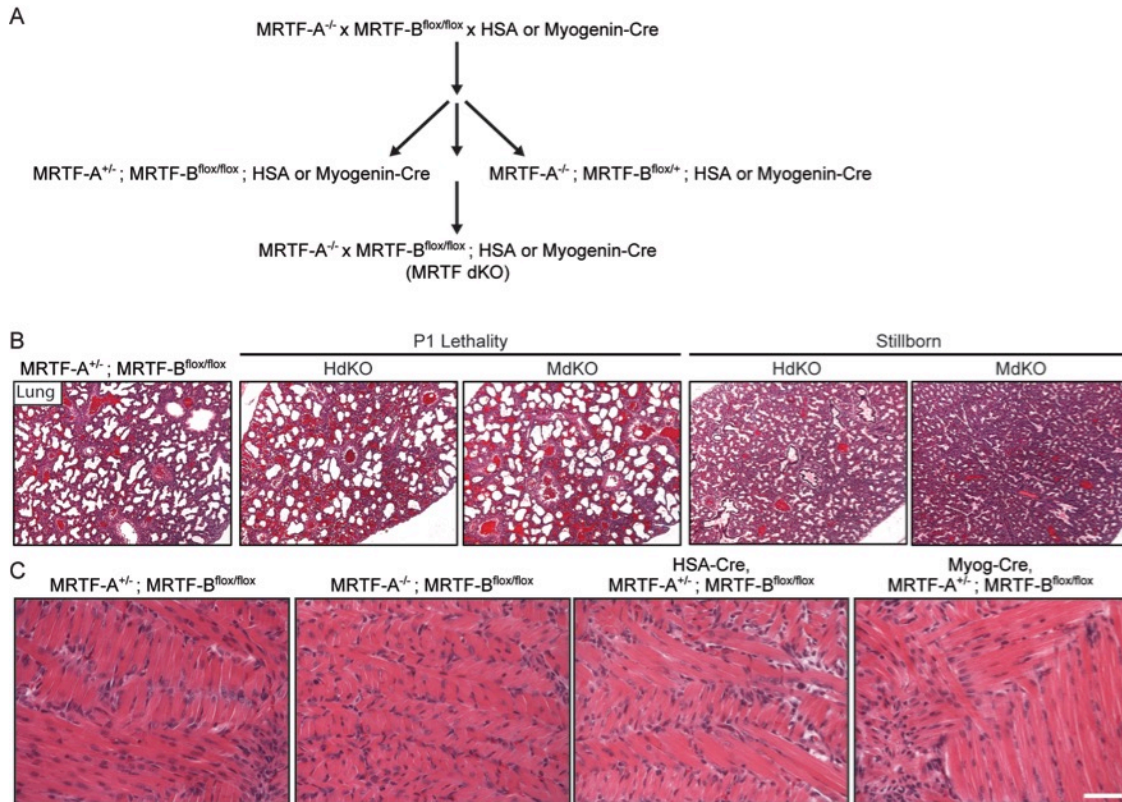 A
MRTF-A-/- x MRTF-Bflox/flox x HSA or Myogenin-Cre
MRTF-A+/- ; MRTF-Bflox/flox ; HSA or Myogenin-Cre
MRTF-A-/- ; MRTF-Bflox/+ ; HSA or Myogenin-Cre
MRTF-A-/- x MRTF-Bflox/flox ; HSA or Myogenin-Cre
(MRTF dKO)
B
P1 Lethality
Stillborn
MRTF-A+/- ; MRTF-Bflox/flox
HdKO
MdKO
HdKO
MdKO
Lung
C
MRTF-A+/- ; MRTF-Bflox/flox
MRTF-A-/- ; MRTF-Bflox/flox
HSA-Cre,
MRTF-A+/- ; MRTF-Bflox/flox
Myog-Cre,
MRTF-A+/- ; MRTF-Bflox/flox